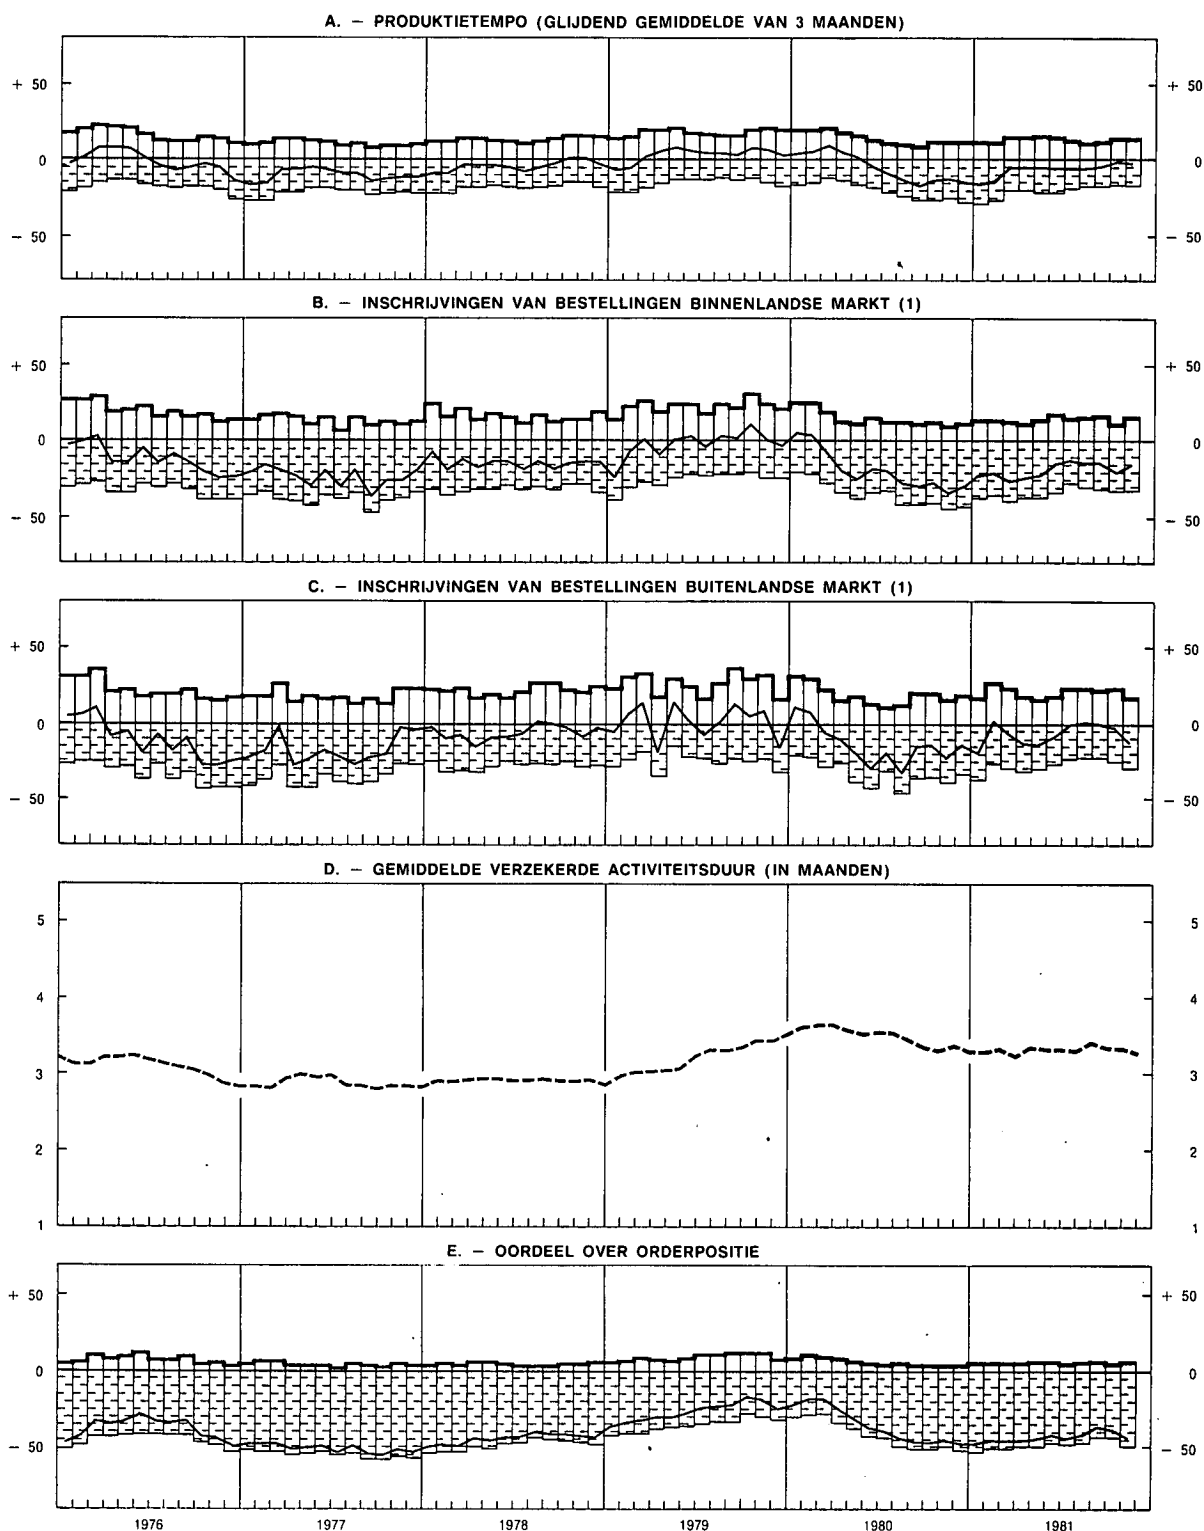 A. – PRODUKTIETEMPO (GLIJDEND GEMIDDELDE VAN 3 MAANDEN)
+ 50 + 50
0 0
– 50 – 50
B. – INSCHRIJVINGEN VAN BESTELLINGEN BINNENLANDSE MARKT (1)
+ 50 + 50
0 0
– 50 – 50
C. – INSCHRIJVINGEN VAN BESTELLINGEN BUITENLANDSE MARKT (1)
+ 50 + 50
0 0
– 50 – 50
D. – GEMIDDELDE VERZEKERDE ACTIVITEITSDUUR (IN MAANDEN)
5 5
4 4
3 3
2 2
1 1
E. – OORDEEL OVER ORDERPOSITIE
+ 50 + 50
0 0
– 50 – 50
1976 1977 1978 1979 1980 1981